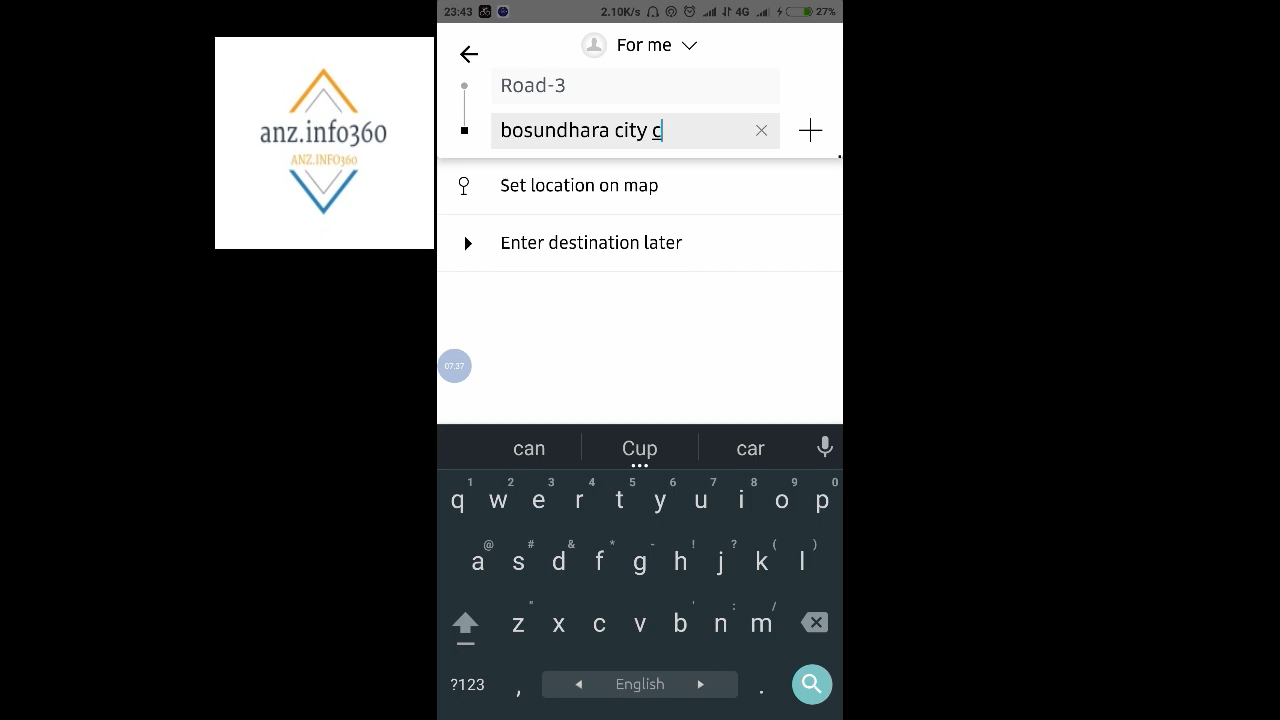 23:43
2.10K/s
4G
27%
For me
Road-3
bosundhara city c
Set location on map
Enter destination later
anz.info360
ANZ.INFO360
07:37
can
Cup
car
1 2 3 4 5 6 7 8 9 0
q w e r t y u i o p
@ # & * - ! ? ( )
a s d f g h j k l
" ' : /
z x c v b n m
?123 , English .